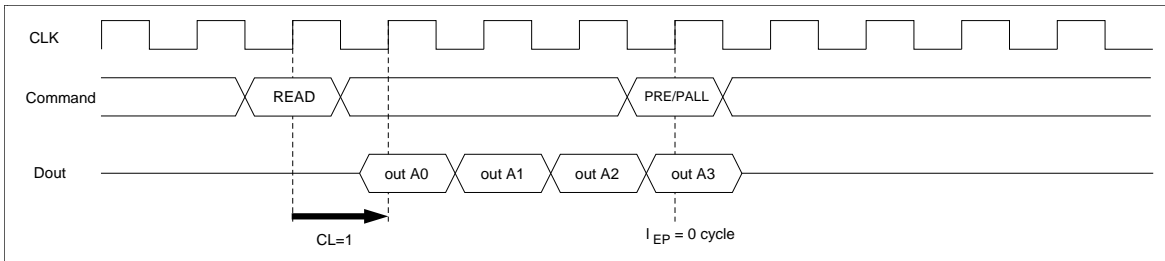 CLK
Command READ PRE/PALL
Dout out A0 out A1 out A2 out A3
CL=1 I EP = 0 cycle